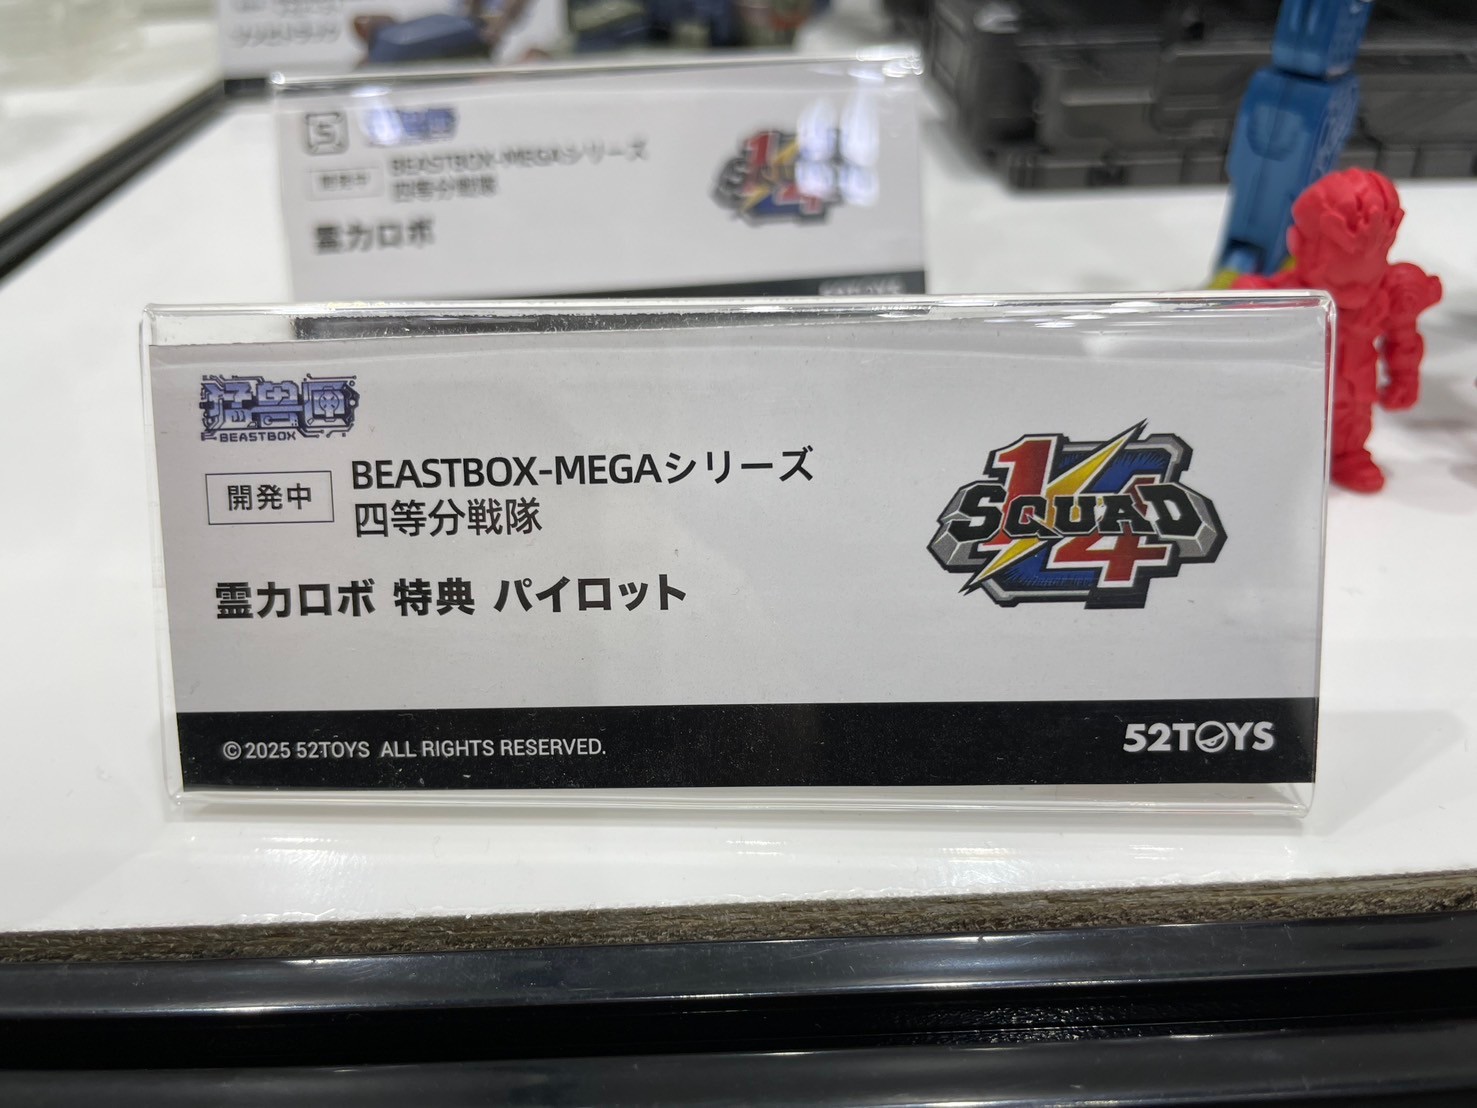 BEASTBOX-MEGAシリーズ
四等分戦隊
霊力ロボ
猛兽匣
BEASTBOX
開発中
BEASTBOX-MEGAシリーズ
四等分戦隊
霊力ロボ 特典 パイロット
1/4 SQUAD
© 2025 52TOYS ALL RIGHTS RESERVED.
52TOYS